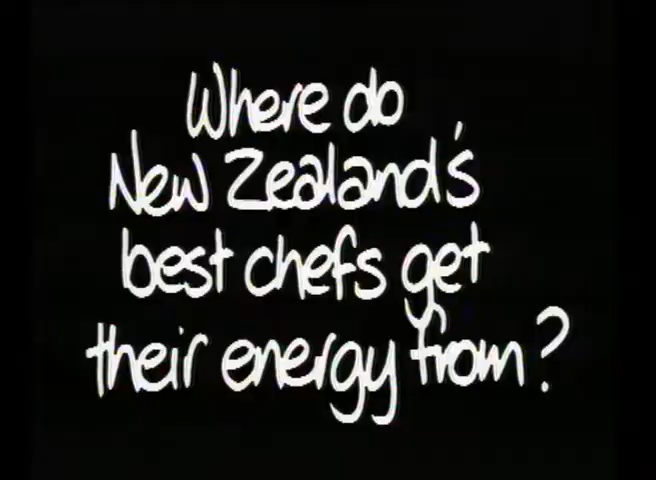 Where do
New Zealand's
best chefs get
their energy from?